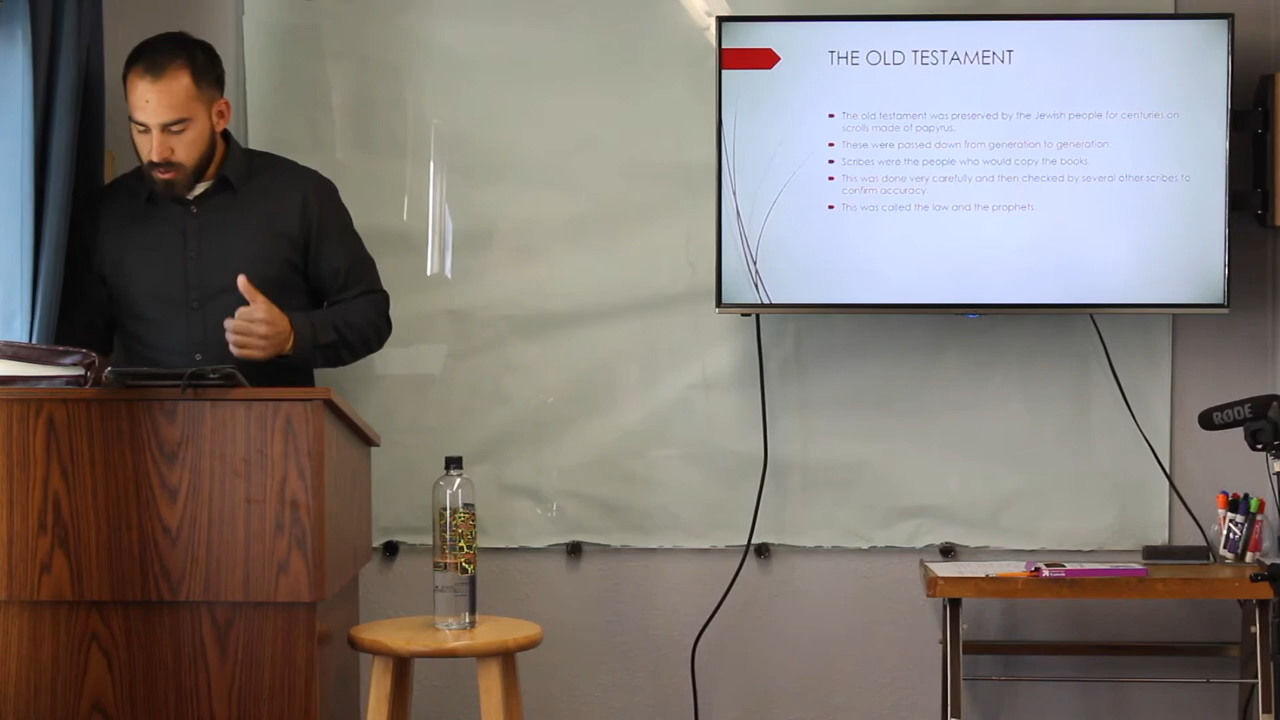 THE OLD TESTAMENT
The old testament was preserved by the Jewish people for centuries on
scrolls made of papyrus.
These were passed down from generation to generation.
Scribes were the people who would copy the books.
This was done very carefully and then checked by several other scribes to
confirm accuracy.
This was called the law and the prophets.
RØDE